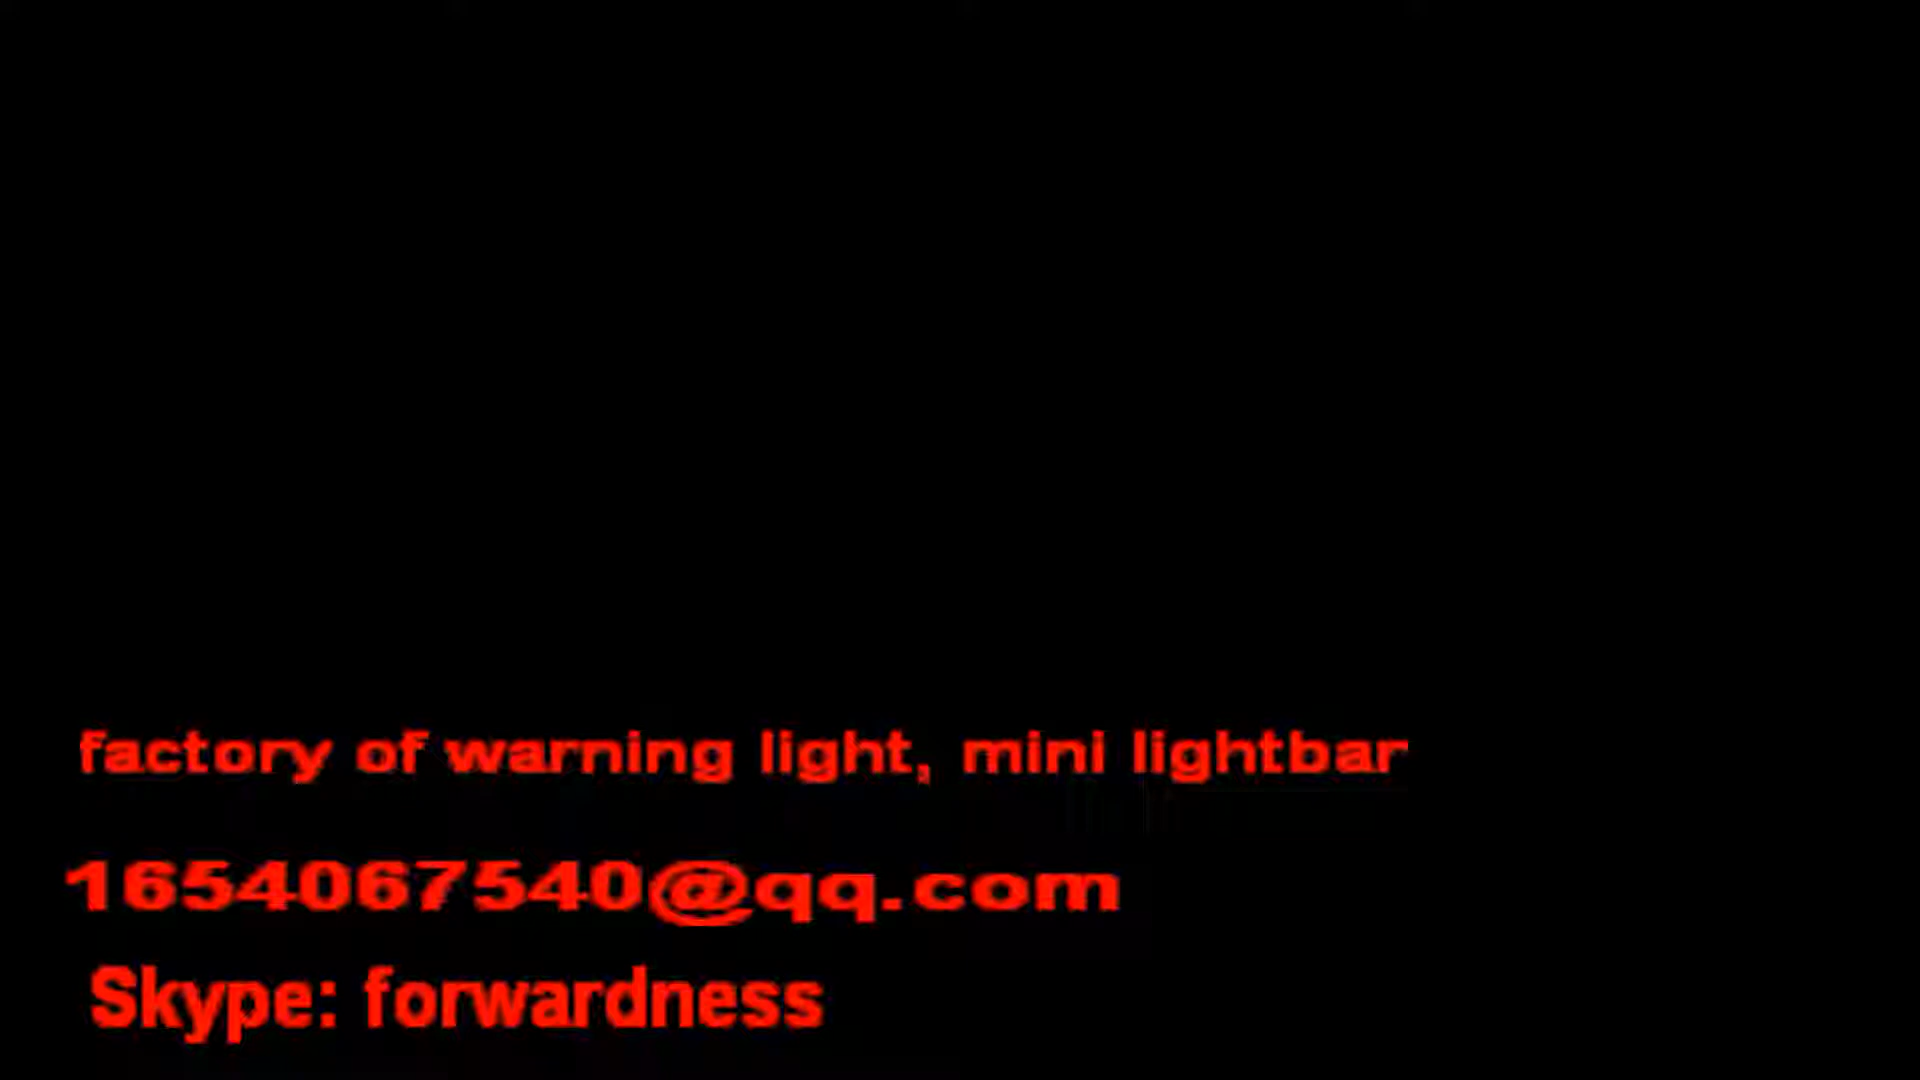 factory of warning light, mini lightbar
1654067540@qq.com
Skype: forwardness